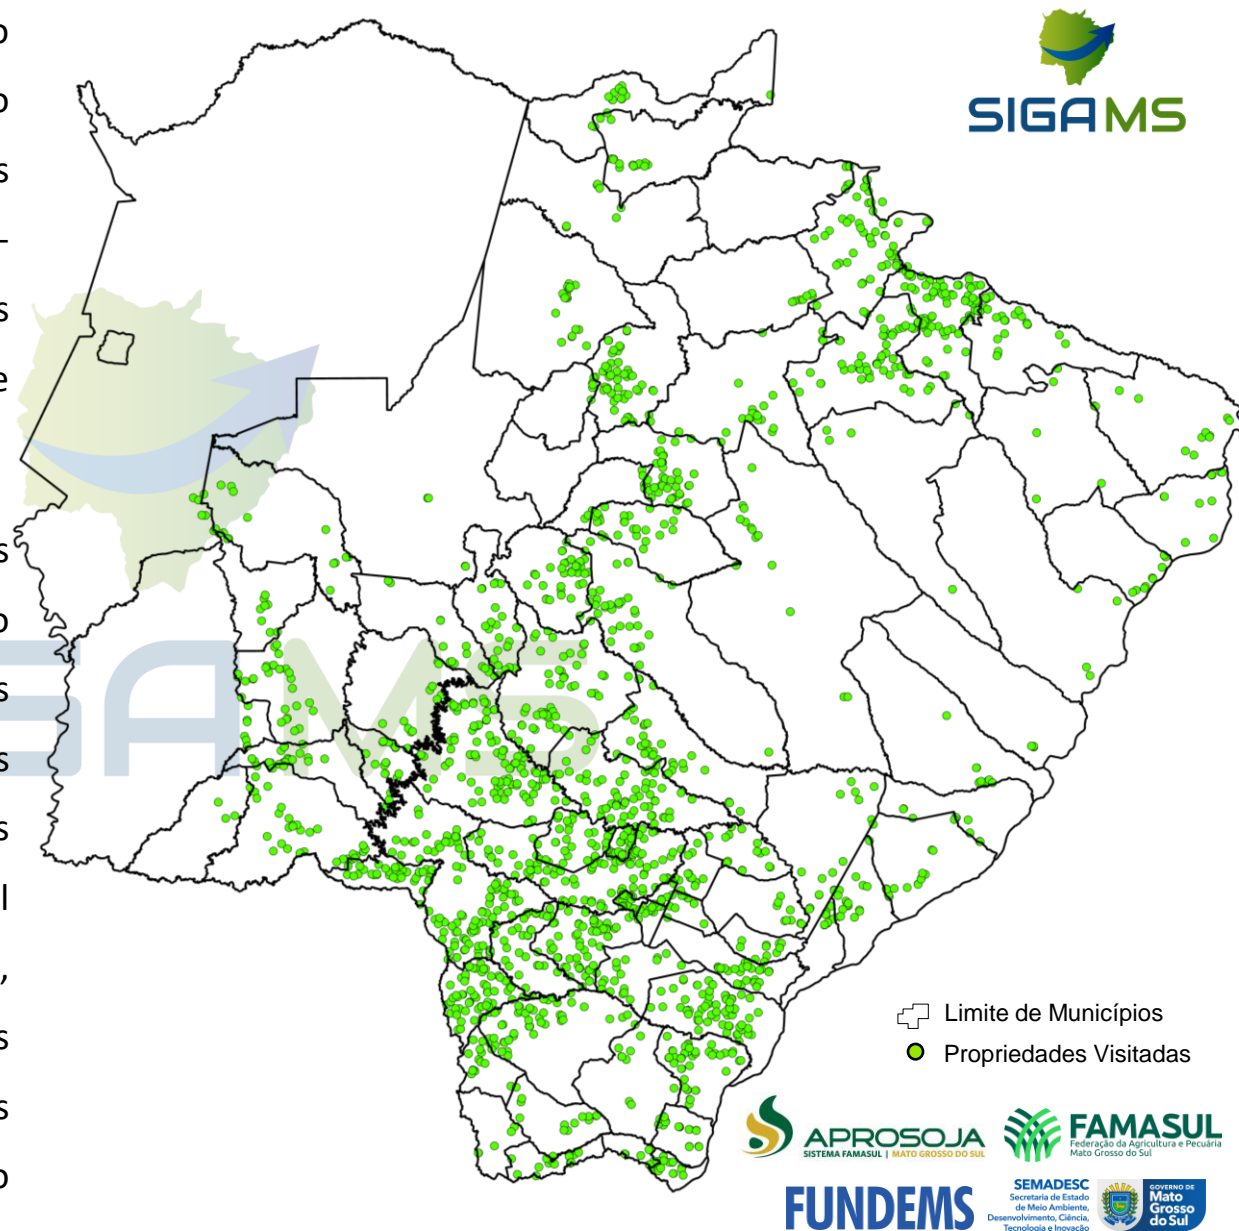 o
o
s
-
s
e
s
o
s
s
s
l
,
s
s
o
SIGAMS
SIGAMS
Limite de Municípios
Propriedades Visitadas
APROSOJA
SISTEMA FAMASUL | MATO GROSSO DO SUL
FAMASUL
Federação da Agricultura e Pecuária
Mato Grosso do Sul
FUNDEMS
SEMADESC
Secretaria de Estado
de Meio Ambiente,
Desenvolvimento, Ciência,
Tecnologia e Inovação
GOVERNO DE
Mato
Grosso
do Sul